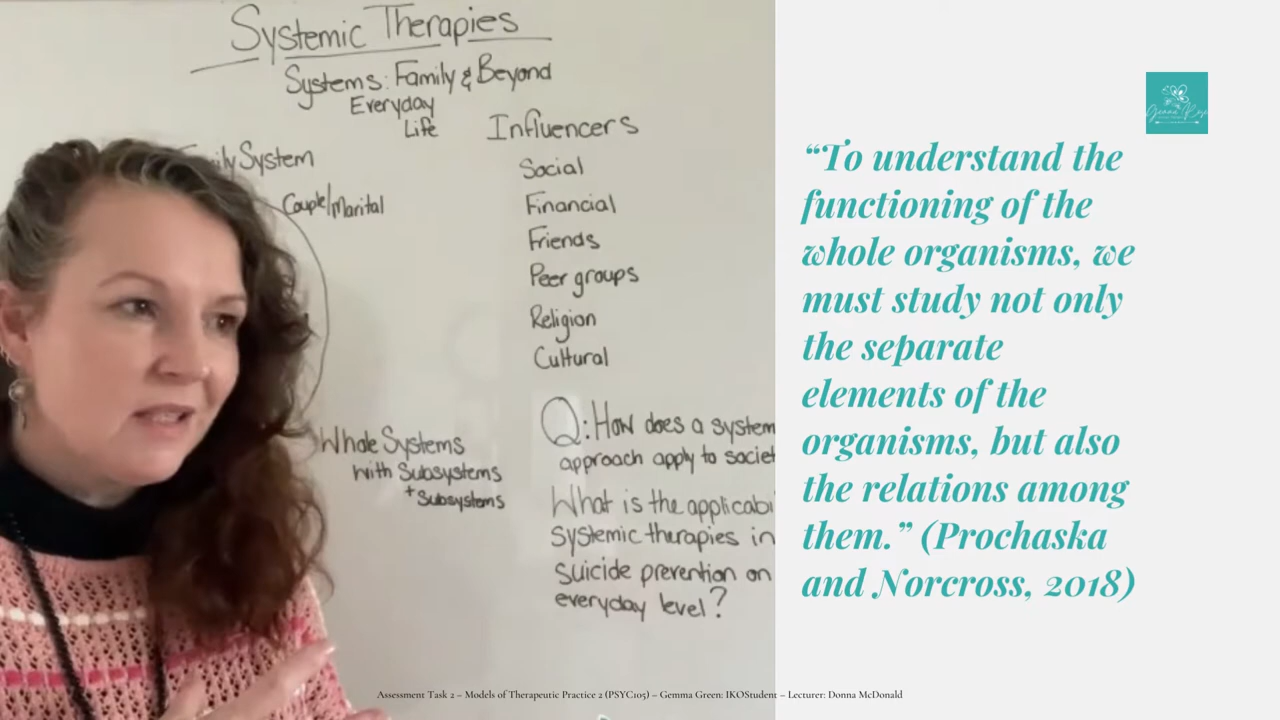 Systemic Therapies
Systems: Family & Beyond
Everyday
Life
Influencers
System
Couple/Marital
Social
Financial
Friends
Peer groups
Religion
Cultural
Whole Systems
with Subsystems
+ Subsystems
Q: How does a system
approach apply to
What is the
systemic therapies in
suicide prevention on
everyday level?
“To understand the
functioning of the
whole organisms, we
must study not only
the separate
elements of the
organisms, but also
the relations among
them.” (Prochaska
and Norcross, 2018)
Assessment Task 2 – Models of Therapeutic Practice 2 (PSYC105) – Gemma Green: IKOStudent – Lecturer: Donna McDonald